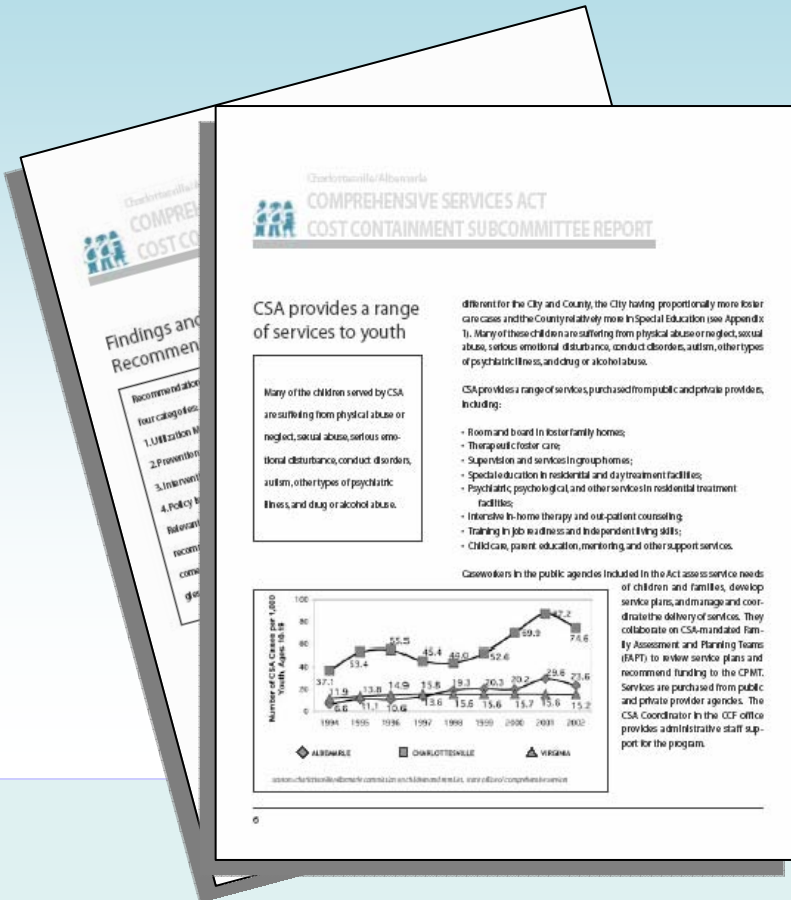 Charlottesville/A
COMPREH
COST CO
Findings and
Recommen
Recommendation
four categories:
1. Utilization M
2. Prevention
3. Interventi
4. Policy
Relevant
recom
come
Charlottesville/Albemarle
COMPREHENSIVE SERVICES ACT
COST CONTAINMENT SUBCOMMITTEE REPORT
CSA provides a range
of services to youth
Many of the children served by CSA
are suffering from physical abuse or
neglect, sexual abuse, serious emo-
tional disturbance, conduct disorders,
autism, other types of psychiatric
illness, and drug or alcohol abuse.
different for the City and County, the City having proportionally more foster
care cases and the County relatively more in Special Education (see Appendix
1). Many of these children are suffering from physical abuse or neglect, sexual
abuse, serious emotional disturbance, conduct disorders, autism, other types
of psychiatric illness, and drug or alcohol abuse.
CSA provides a range of services, purchased from public and private providers,
including:
- Room and board in foster family homes;
- Therapeutic foster care;
- Supervision and services in group homes;
- Special education in residential and day treatment facilities;
- Psychiatric, psychological, and other services in residential treatment
facilities;
- Intensive in-home therapy and out-patient counseling;
- Training in job readiness and independent living skills;
- Child care, parent education, mentoring, and other support services.
Caseworkers in the public agencies included in the Act assess service needs
of children and families, develop
service plans, and manage and coor-
dinate the delivery of services. They
collaborate on CSA-mandated Fam-
ily Assessment and Planning Teams
(FAPT) to review service plans and
recommend funding to the CPMT.
Services are purchased from public
and private provider agencies. The
CSA Coordinator in the CCF office
provides administrative staff sup-
port for the program.
Number of CSA Cases per 1,000
Youth, Ages 10-19
100
80
60
40
20
0
37.1 53.4 55.5 45.4 44.0 52.6 69.9 87.2 74.6
11.9 13.8 14.9 15.8 19.3 20.3 20.2 29.6 23.6
6.6 11.1 10.6 13.6 15.6 15.6 15.7 15.6 15.2
1994 1995 1996 1997 1998 1999 2000 2001 2002
ALBEMARLE CHARLOTTESVILLE VIRGINIA
6